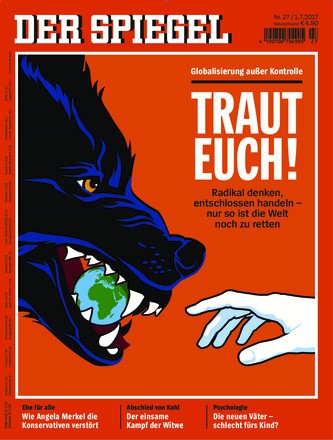 DER SPIEGEL
Nr. 27 / 1.7.2017
Deutschland €4,90
Globalisierung außer Kontrolle
TRAUT
EUCH!
Radikal denken,
entschlossen handeln –
nur so ist die Welt
noch zu retten
Ehe für alle
Wie Angela Merkel die
Konservativen verstört
Abschied von Kohl
Der einsame
Kampf der Witwe
Psychologie
Die neuen Väter –
schlecht fürs Kind?